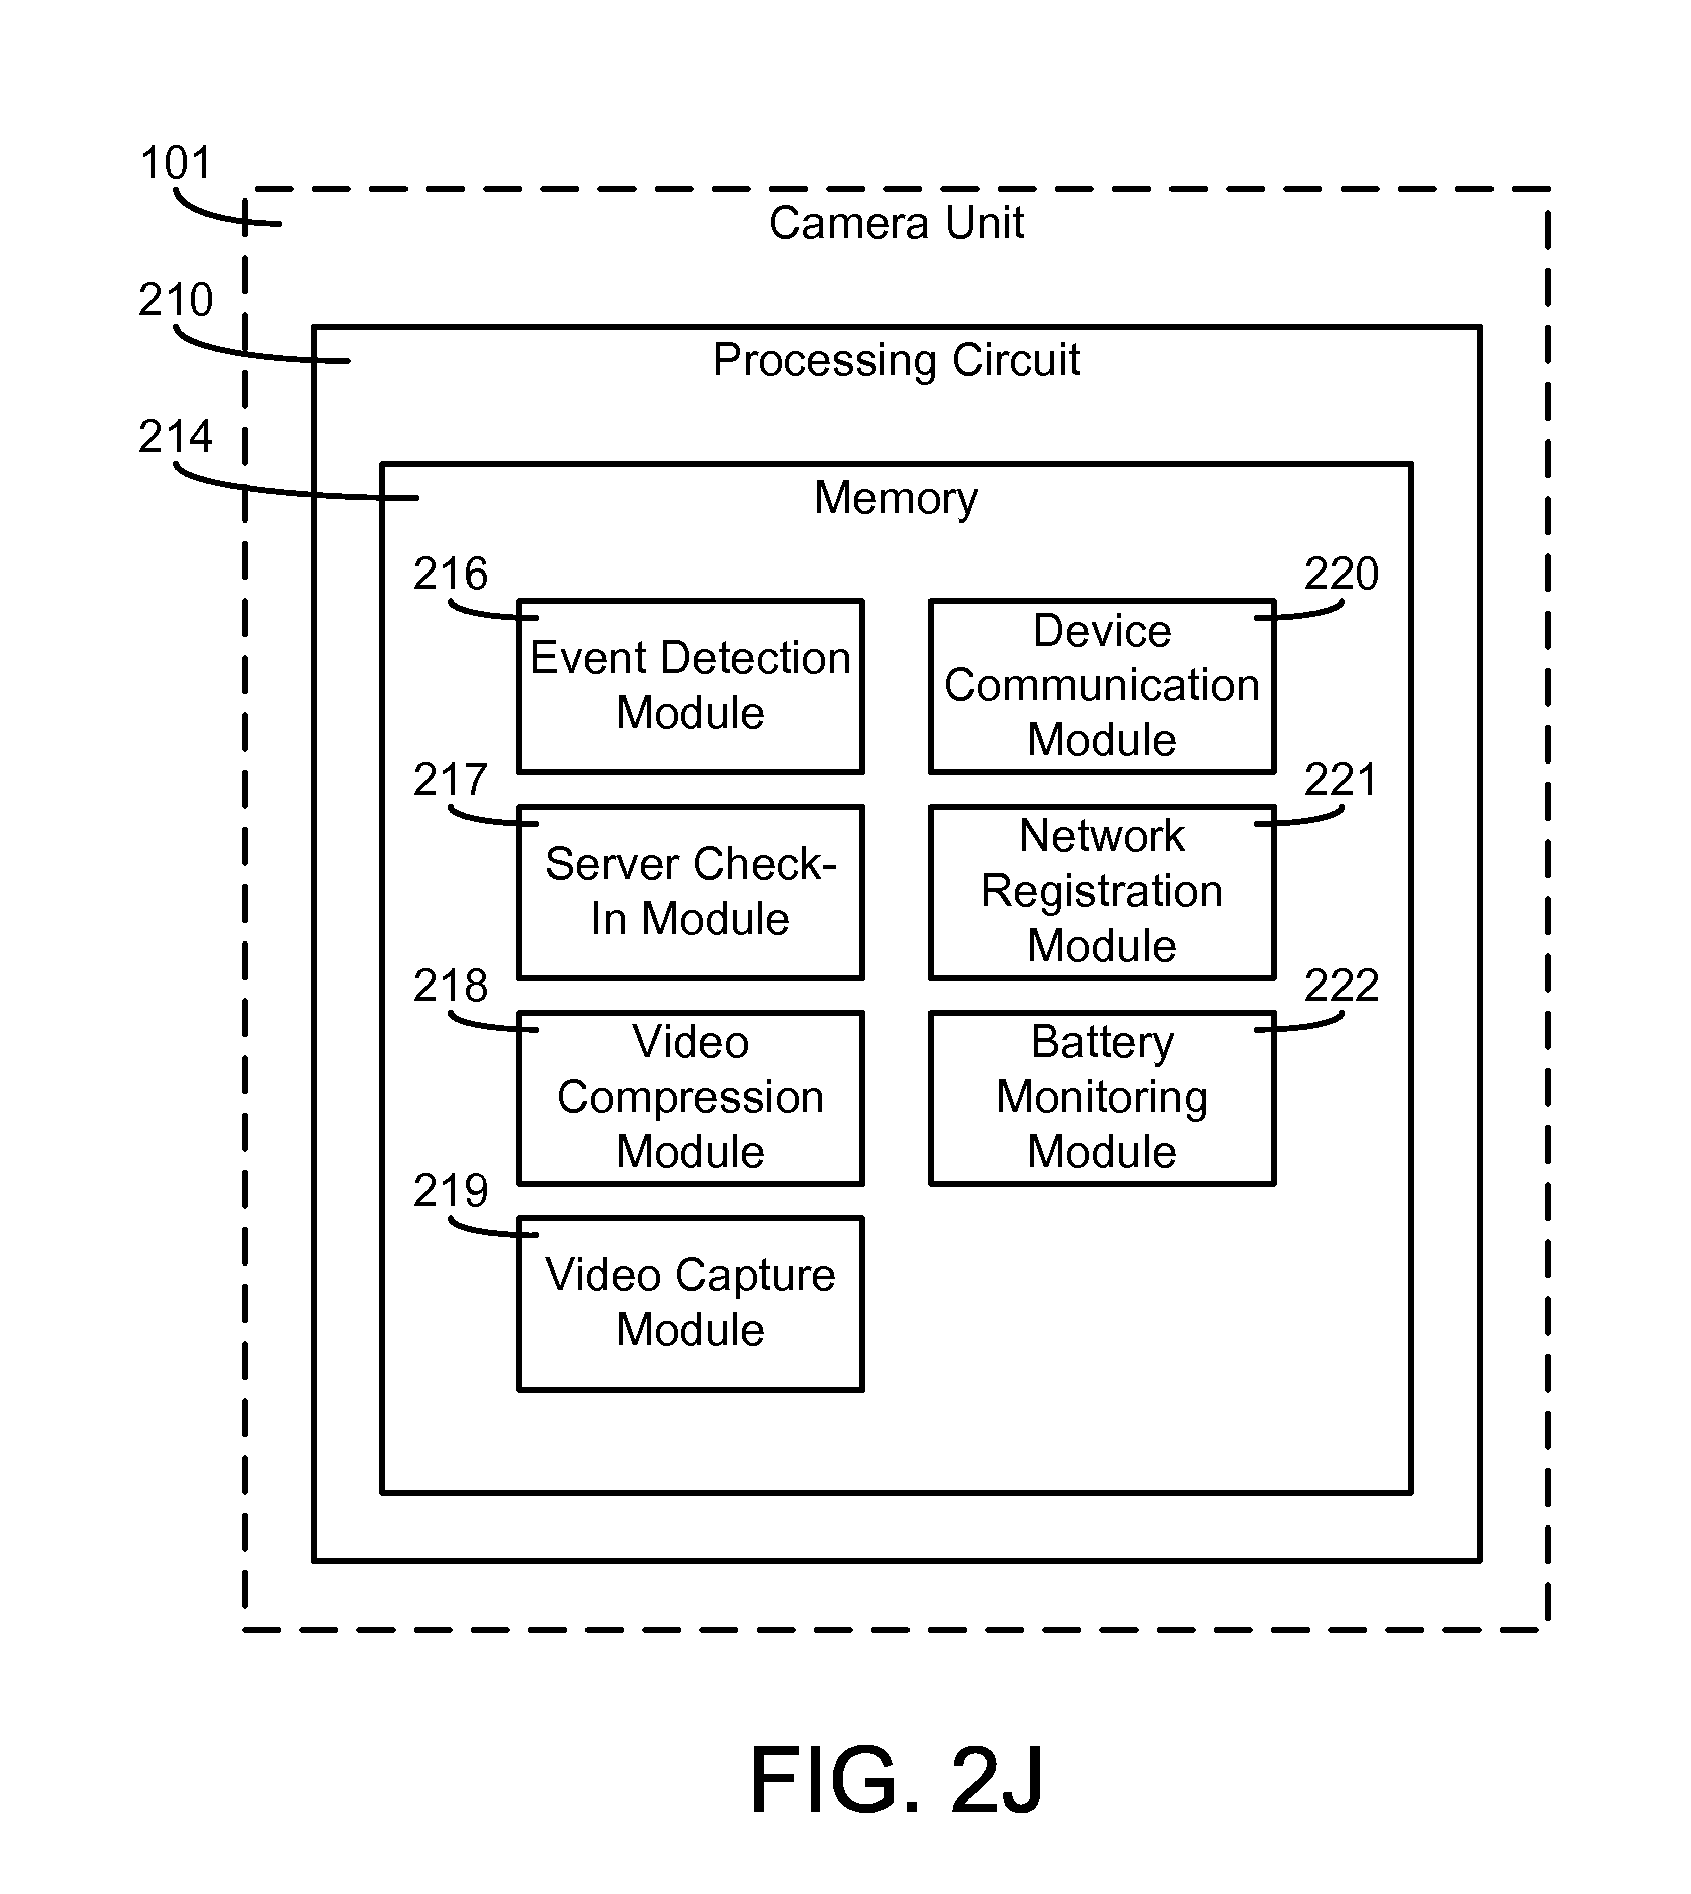 101
Camera Unit
210
Processing Circuit
214
Memory
216
Event Detection
Module
220
Device
Communication
Module
217
Server Check-
In Module
221
Network
Registration
Module
218
Video
Compression
Module
222
Battery
Monitoring
Module
219
Video Capture
Module
FIG. 2J